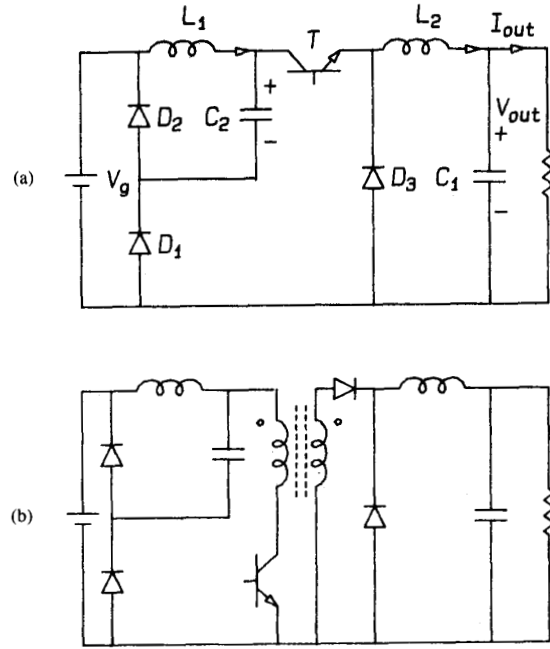 L1 T L2 Iout
+
D2 C2 Vout
- +
(a) Vg D3 C1
-
D1
(b)